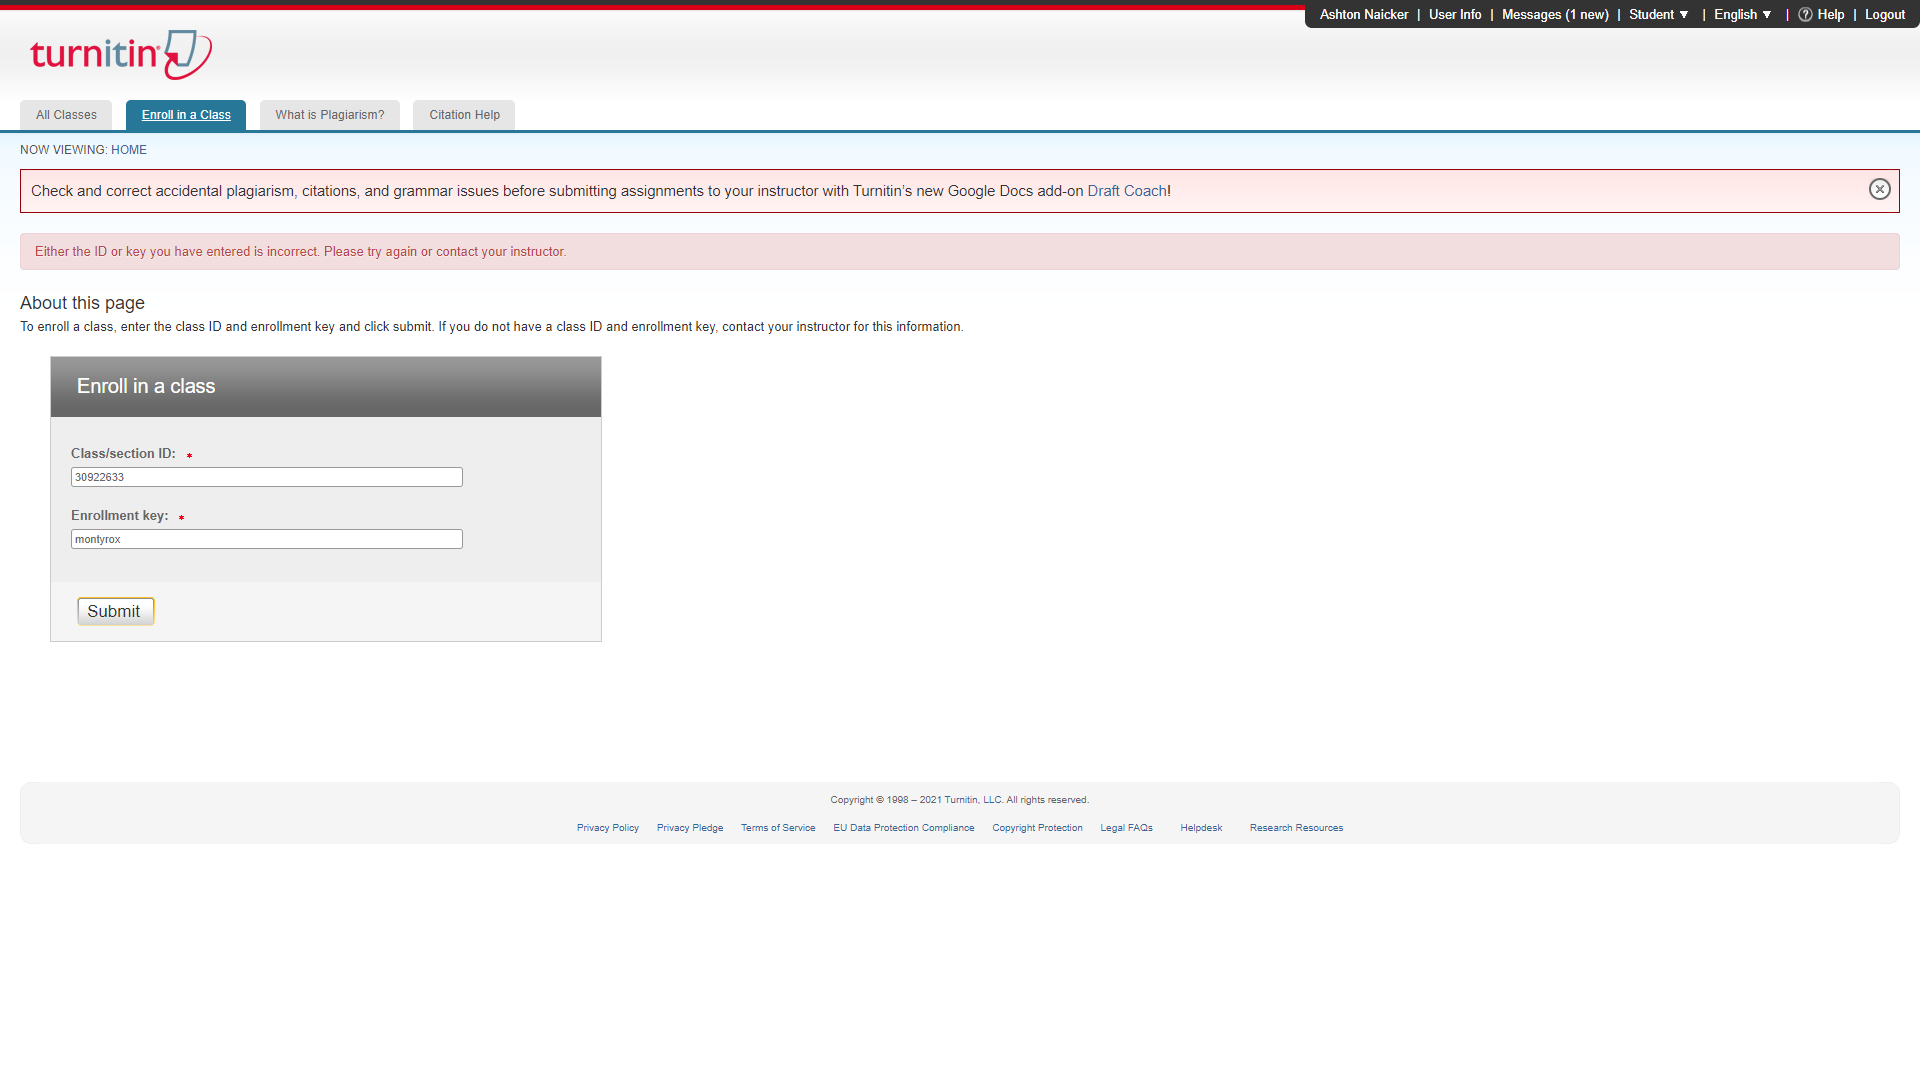 Ashton Naicker | User Info | Messages (1 new) | Student ▼ | English ▼ | ? Help | Logout
turnitin
All Classes
Enroll in a Class
What is Plagiarism?
Citation Help
NOW VIEWING: HOME
Check and correct accidental plagiarism, citations, and grammar issues before submitting assignments to your instructor with Turnitin’s new Google Docs add-on Draft Coach!
Either the ID or key you have entered is incorrect. Please try again or contact your instructor.
About this page
To enroll a class, enter the class ID and enrollment key and click submit. If you do not have a class ID and enrollment key, contact your instructor for this information.
Enroll in a class
Class/section ID: *
30922633
Enrollment key: *
montyrox
Submit
Copyright © 1998 – 2021 Turnitin, LLC. All rights reserved.
Privacy Policy Privacy Pledge Terms of Service EU Data Protection Compliance Copyright Protection Legal FAQs Helpdesk Research Resources